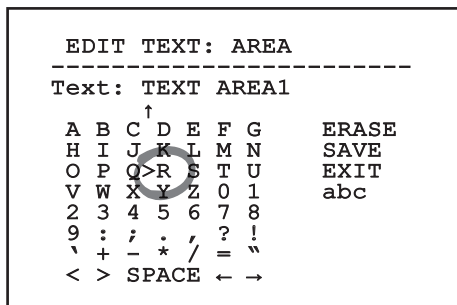 EDIT TEXT: AREA
------------------------
Text: TEXT AREA1
↑
A B C D E F G ERASE
H I J K L M N SAVE
O P Q>R S T U EXIT
V W X Y Z 0 1 abc
2 3 4 5 6 7 8
9 : ; . , ? !
‵ + - * / = ‶
< > SPACE ← →